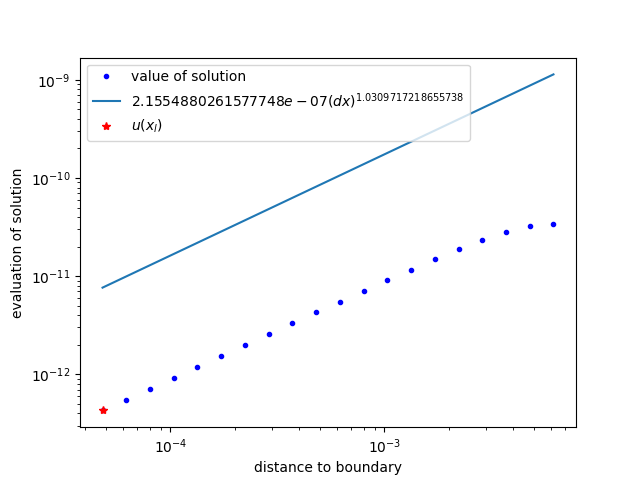 value of solution
2.1554880261577748e − 07(dx)^1.0309717218655738
u(x_l)
10^−9
10^−10
10^−11
10^−12
evaluation of solution
10^−4
10^−3
distance to boundary